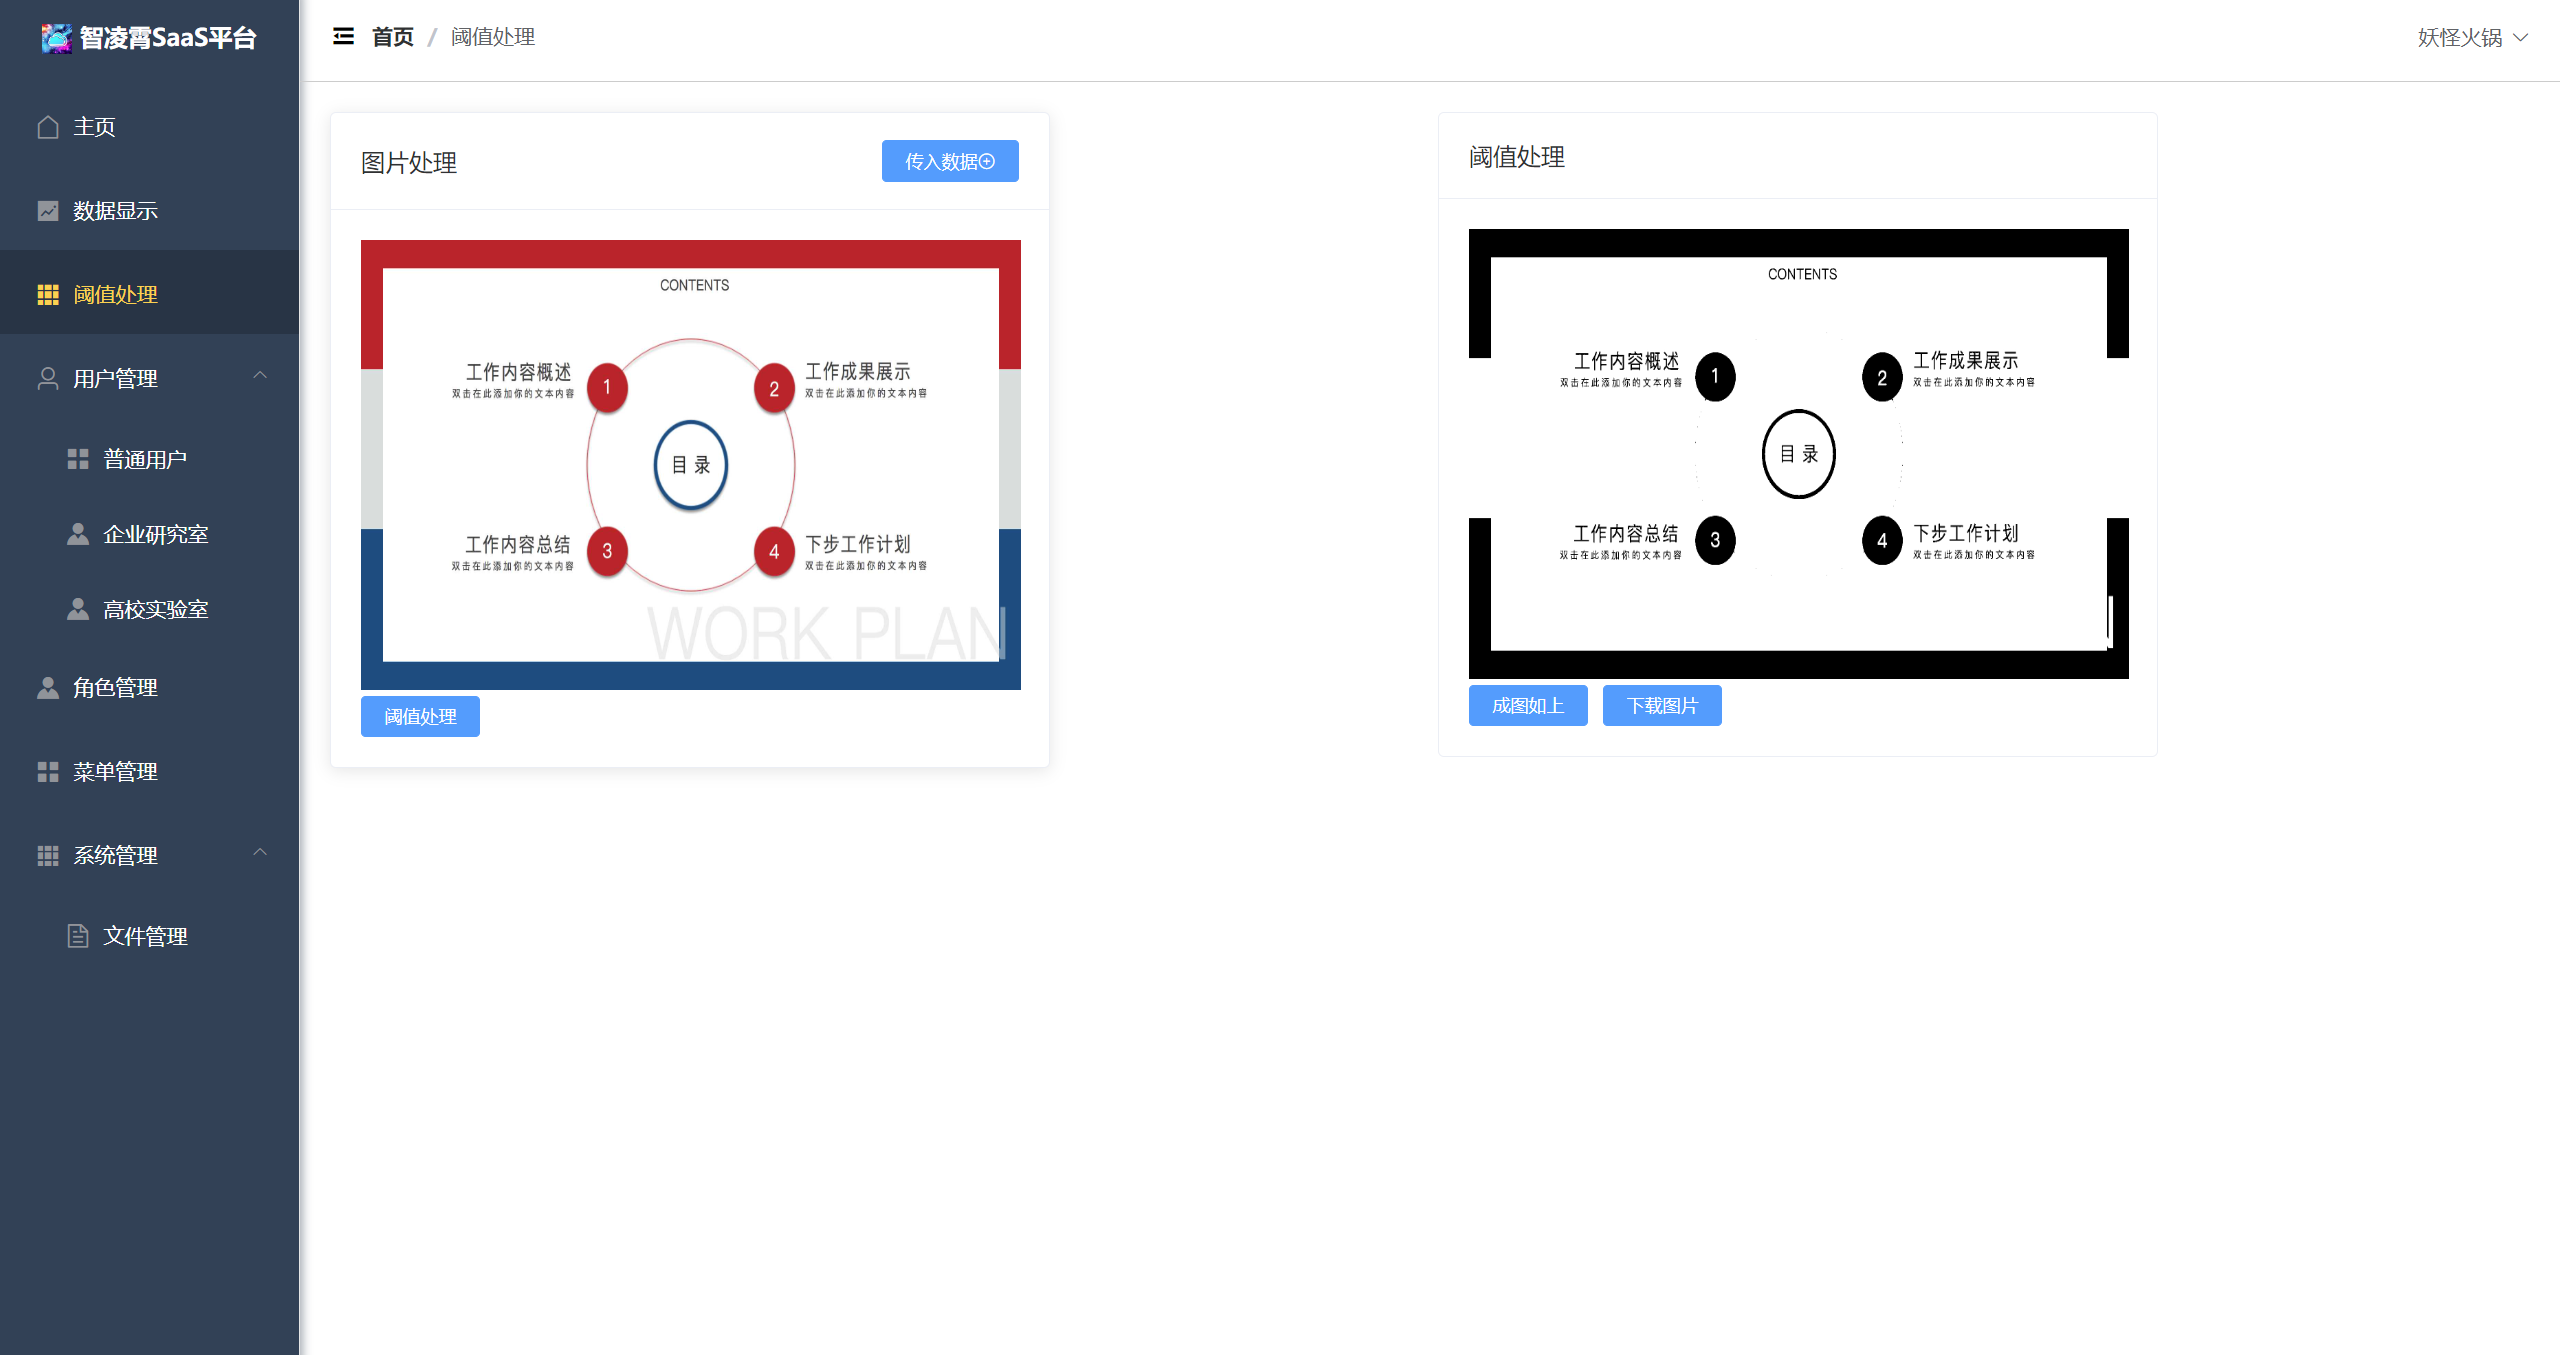 智凌霄SaaS平台
首页 / 阈值处理
妖怪火锅
主页
数据显示
阈值处理
用户管理
普通用户
企业研究室
高校实验室
角色管理
菜单管理
系统管理
文件管理
图片处理
传入数据
CONTENTS
工作内容概述
双击在此添加你的文本内容
1
2
工作成果展示
双击在此添加你的文本内容
目 录
工作内容总结
双击在此添加你的文本内容
3
4
下步工作计划
双击在此添加你的文本内容
WORK PLAN
阈值处理
阈值处理
CONTENTS
工作内容概述
双击在此添加你的文本内容
1
2
工作成果展示
双击在此添加你的文本内容
目 录
工作内容总结
双击在此添加你的文本内容
3
4
下步工作计划
双击在此添加你的文本内容
成图如上
下载图片